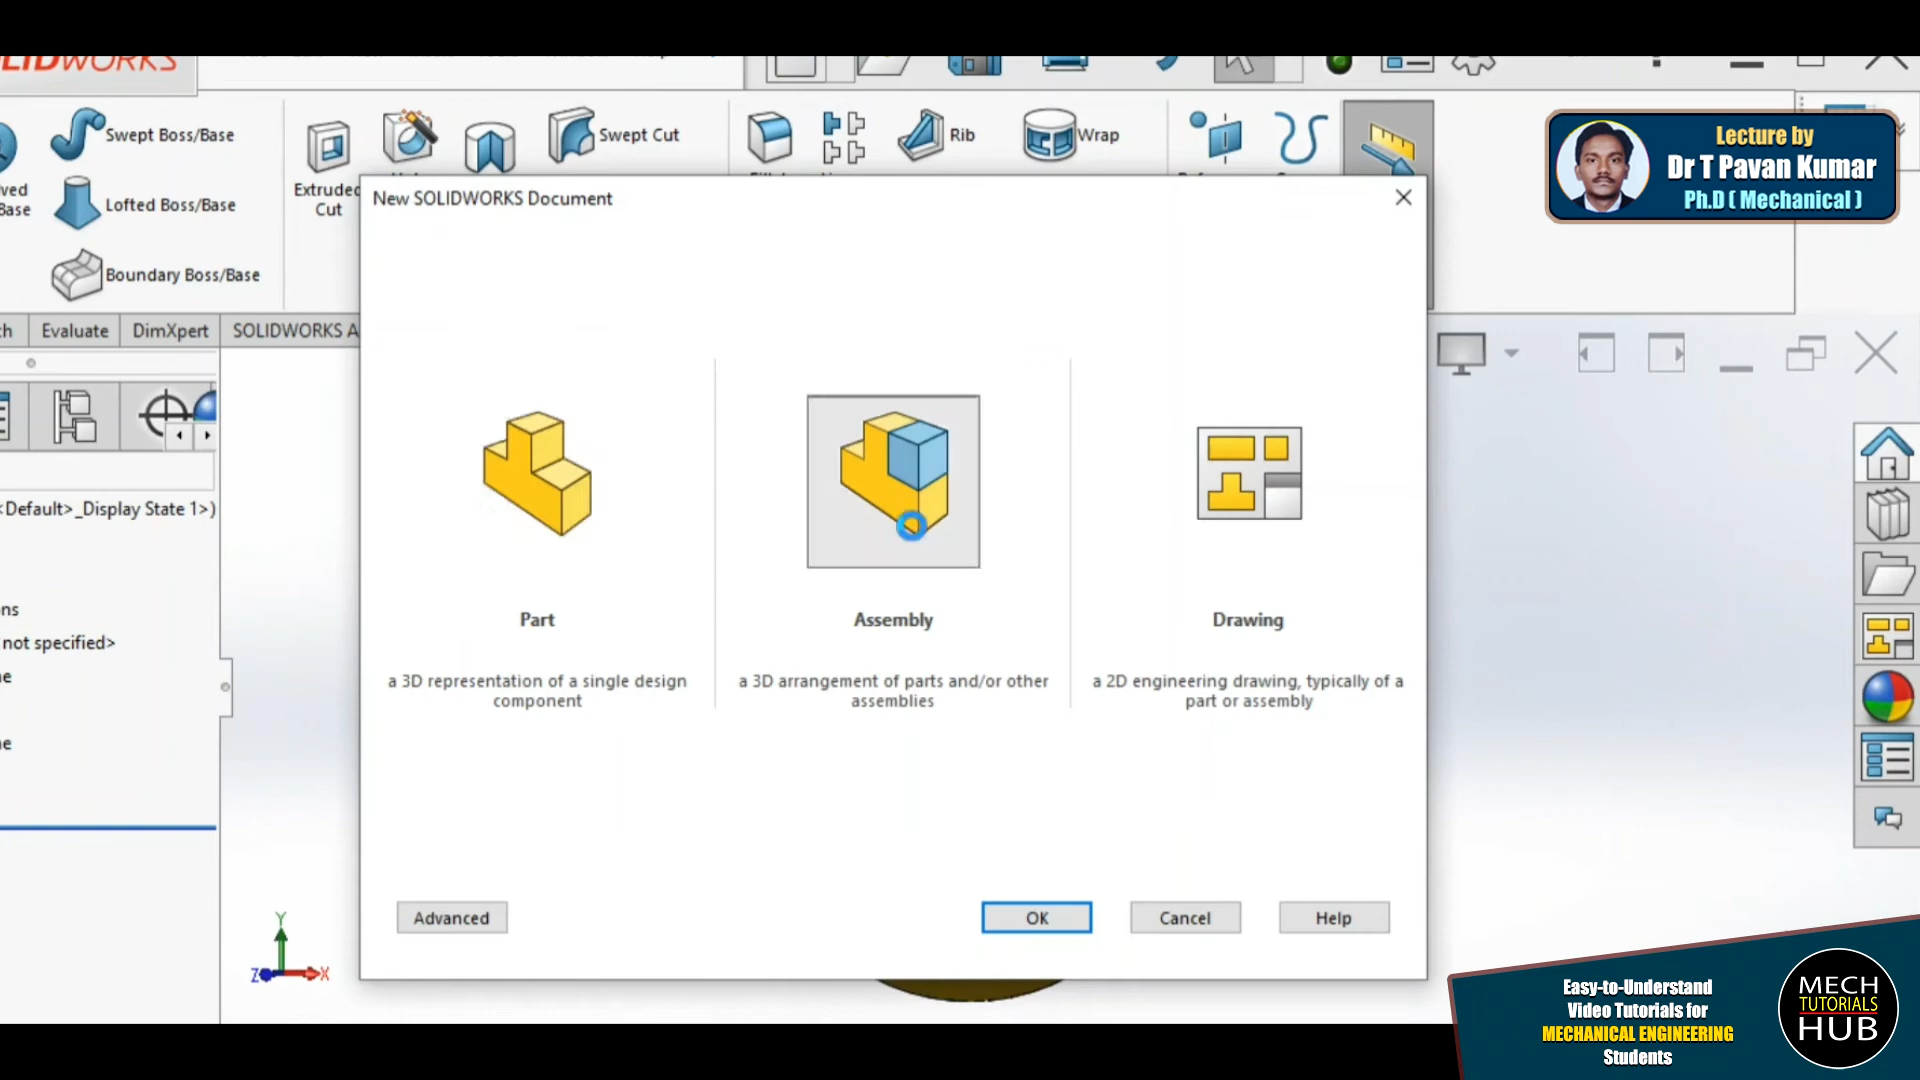 SOLIDWORKS
Swept Boss/Base
Lofted Boss/Base
Boundary Boss/Base
Extruded
Cut
Swept Cut
Rib
Wrap
Lecture by
Dr T Pavan Kumar
Ph.D ( Mechanical )
Evaluate
DimXpert
SOLIDWORKS A
<Default>_Display State 1>)
not specified>
New SOLIDWORKS Document
Part
a 3D representation of a single design
component
Assembly
a 3D arrangement of parts and/or other
assemblies
Drawing
a 2D engineering drawing, typically of a
part or assembly
Advanced
OK
Cancel
Help
Y
Z
X
Easy-to-Understand
Video Tutorials for
MECHANICAL ENGINEERING
Students
MECH
TUTORIALS
HUB